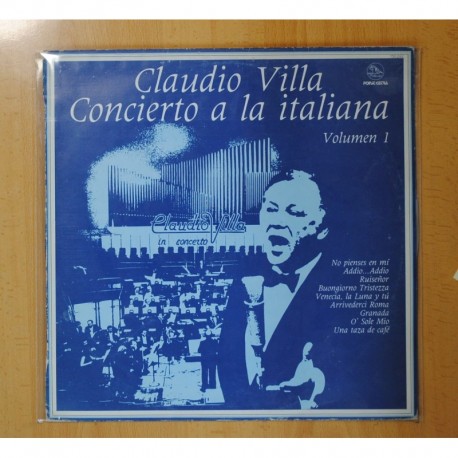 Claudio Villa
Concierto a la italiana
Volumen 1
Claudio Villa
in concerto
No pienses en mí
Addio...Addio
Ruiseñor
Buongiorno Tristezza
Venecia, la Luna y tú
Arrivederci Roma
Granada
O' Sole Mio
Una taza de café